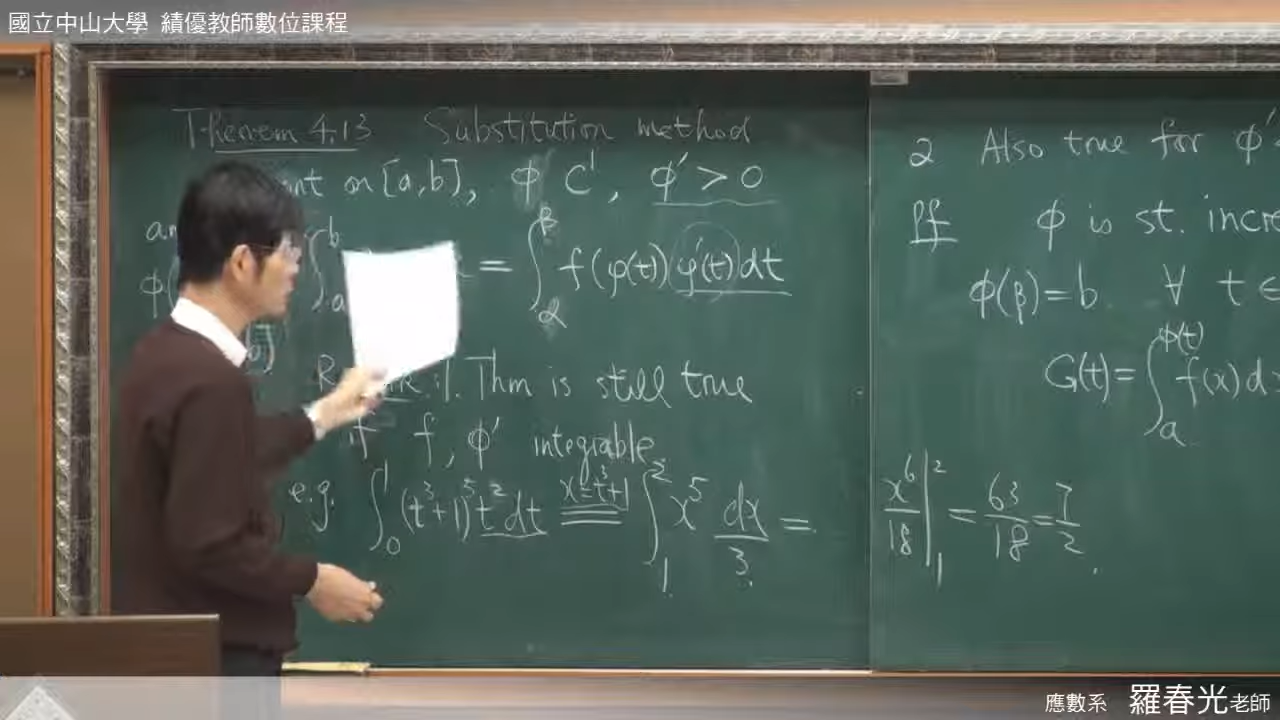 國立中山大學 績優教師數位課程
Theorem 4.13 Substitution method
on [a,b], φ C¹, φ' > 0
∫_a^b = ∫_α^β f(φ(t)) φ'(t) dt
b]
1. Thm is still true
if f, φ' integrable
e.g. ∫_0^1 (t³+1)⁵ t² dt = x=t³+1 ∫_1^2 x⁵ dx/3 =
2 Also true for φ'
Pf φ is st. incre
φ(β)=b ∀ t ∈
G(t)=∫_a^φ(t) f(x) d
x⁶/18 |_1^2 = 63/18 = 7/2
應數系 羅春光老師